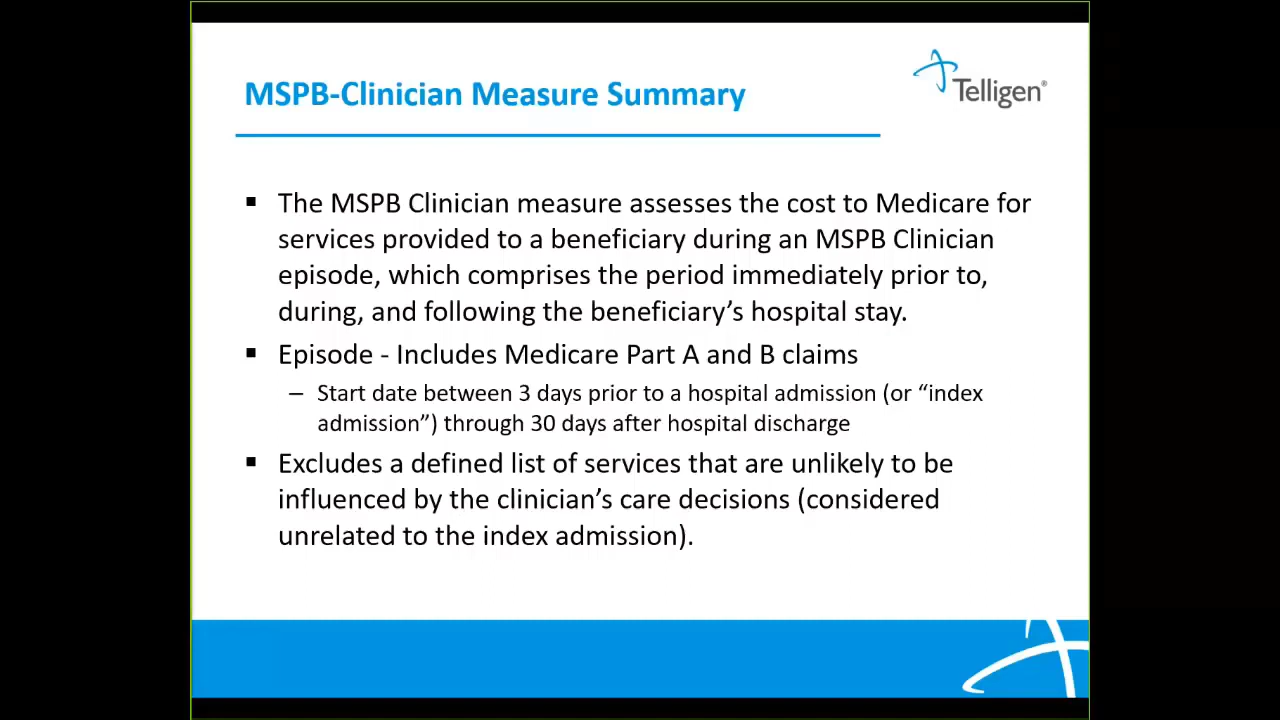 MSPB-Clinician Measure Summary
Telligen®
▪ The MSPB Clinician measure assesses the cost to Medicare for
services provided to a beneficiary during an MSPB Clinician
episode, which comprises the period immediately prior to,
during, and following the beneficiary’s hospital stay.
▪ Episode - Includes Medicare Part A and B claims
– Start date between 3 days prior to a hospital admission (or “index
admission”) through 30 days after hospital discharge
▪ Excludes a defined list of services that are unlikely to be
influenced by the clinician’s care decisions (considered
unrelated to the index admission).